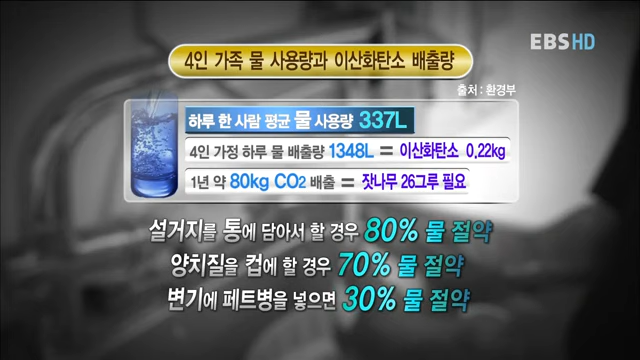 EBS HD
4인 가족 물 사용량과 이산화탄소 배출량
출처 : 환경부
하루 한 사람 평균 물 사용량 337L
4인 가정 하루 물 배출량 1348L = 이산화탄소 0.22kg
1년 약 80kg CO2 배출 = 잣나무 26그루 필요
설거지를 통에 담아서 할 경우 80% 물 절약
양치질을 컵에 할 경우 70% 물 절약
변기에 페트병을 넣으면 30% 물 절약